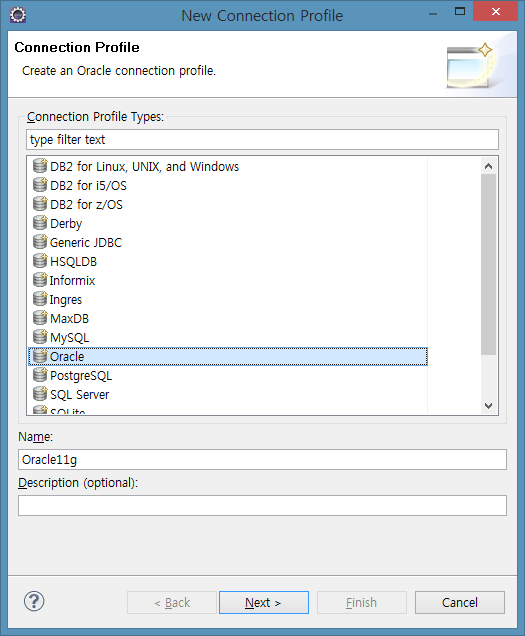 New Connection Profile
Connection Profile
Create an Oracle connection profile.
Connection Profile Types:
type filter text
DB2 for Linux, UNIX, and Windows
DB2 for i5/OS
DB2 for z/OS
Derby
Generic JDBC
HSQLDB
Informix
Ingres
MaxDB
MySQL
Oracle
PostgreSQL
SQL Server
SQLite
Name:
Oracle11g
Description (optional):
< Back Next > Finish Cancel